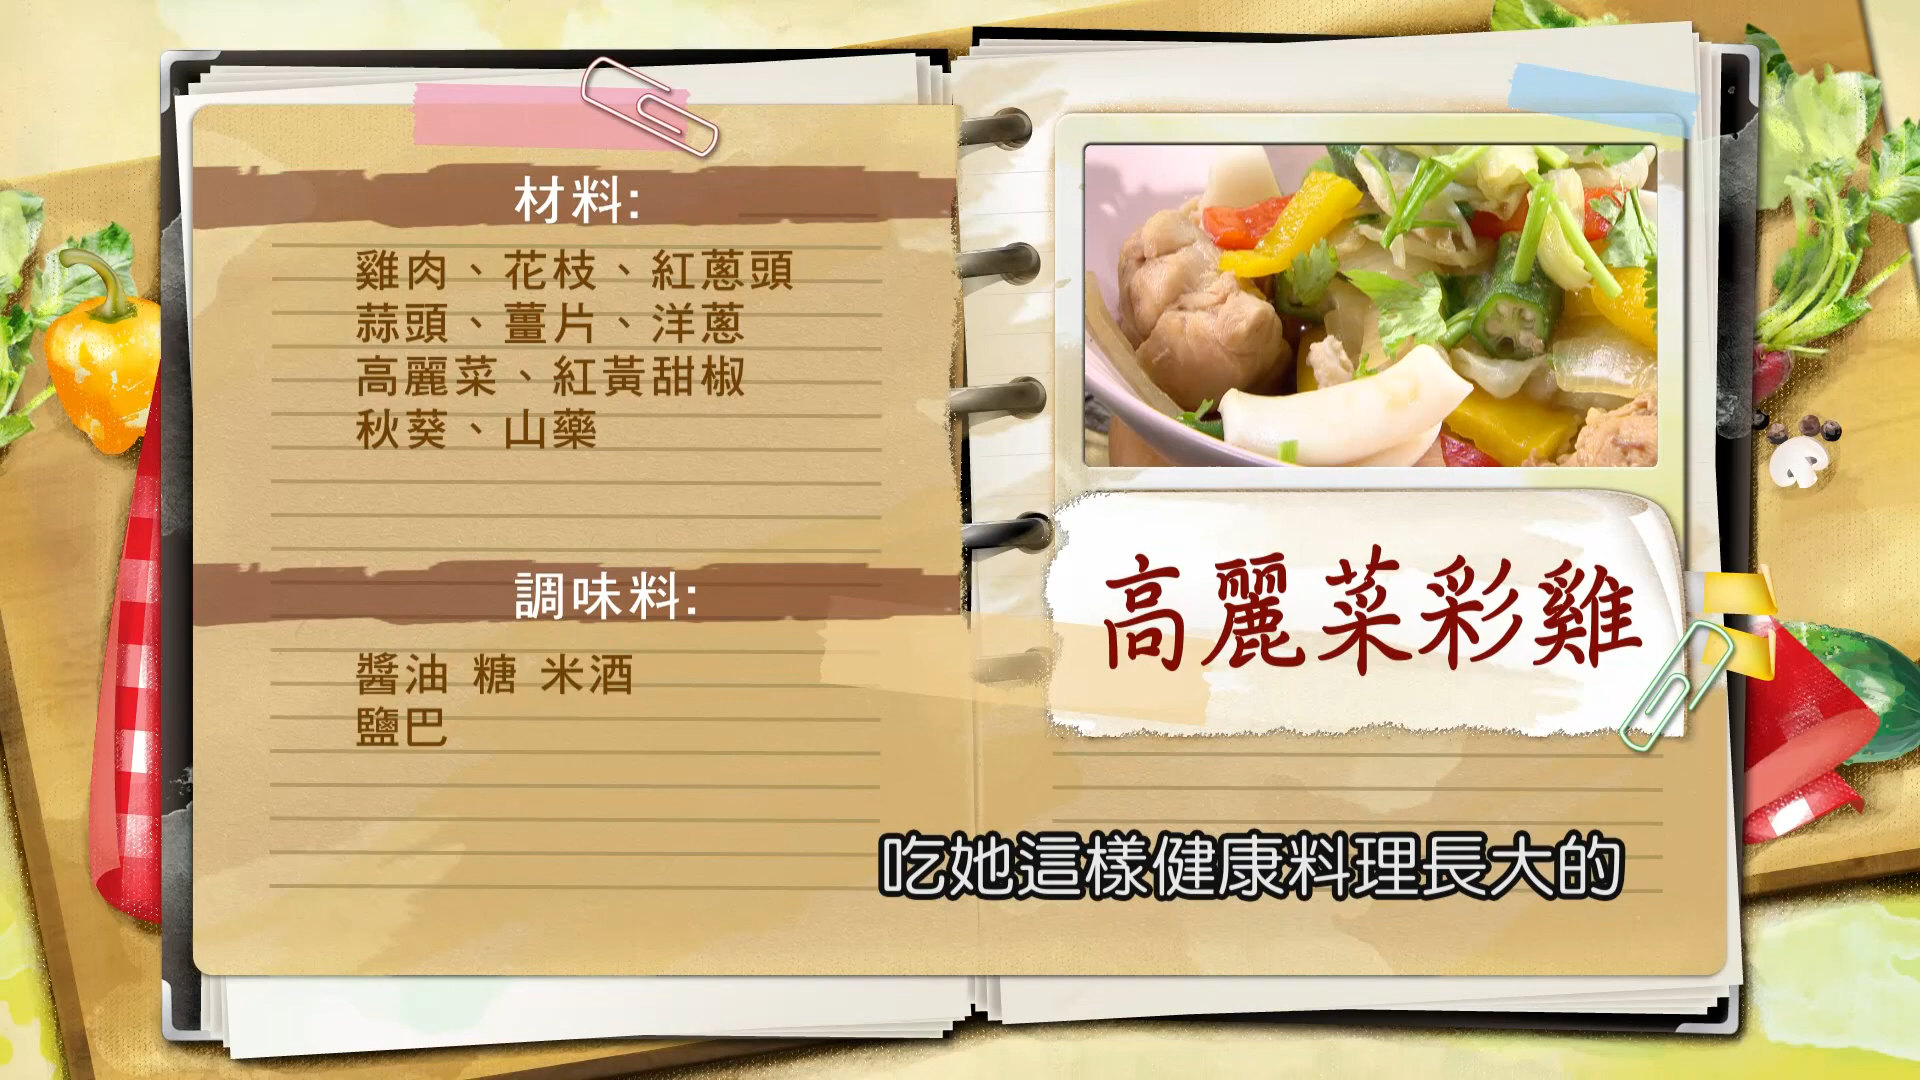 材料:
雞肉、花枝、紅蔥頭
蒜頭、薑片、洋蔥
高麗菜、紅黃甜椒
秋葵、山藥
調味料:
醬油 糖 米酒
鹽巴
高麗菜彩雞
吃她這樣健康料理長大的